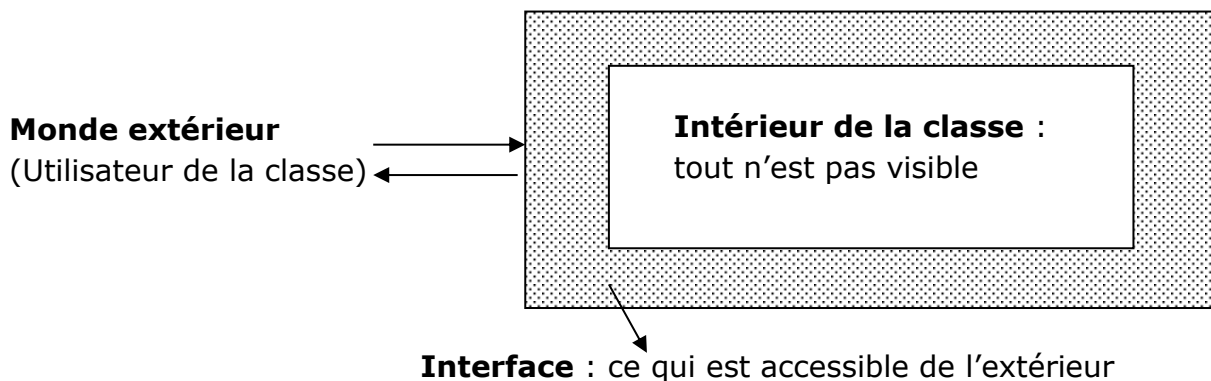 Monde extérieur
(Utilisateur de la classe)
Intérieur de la classe :
tout n’est pas visible
Interface : ce qui est accessible de l’extérieur